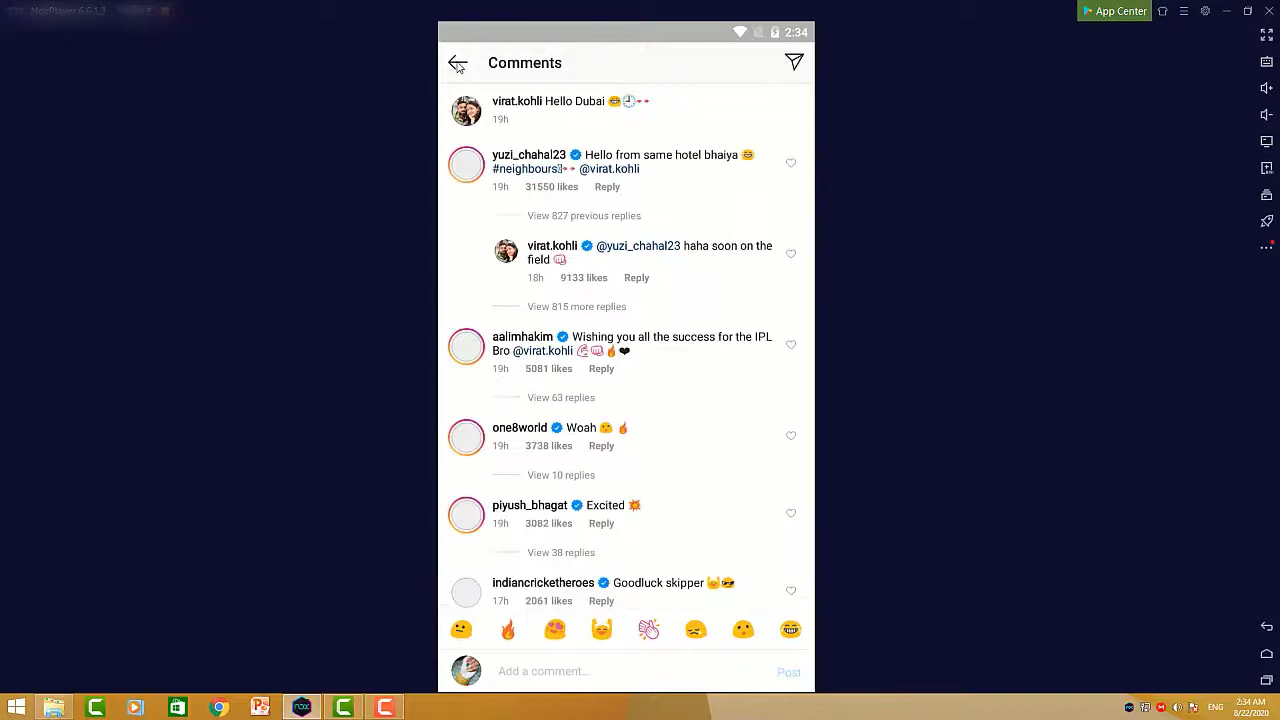 NoxPlayer 6.6.1.2
App Center
2:34
Comments
virat.kohli Hello Dubai 😷🕘
19h
yuzi_chahal23 Hello from same hotel bhaiya 😂
#neighbours @virat.kohli
19h 31550 likes Reply
View 827 previous replies
virat.kohli @yuzi_chahal23 haha soon on the
field 👊
18h 9133 likes Reply
View 815 more replies
aalimhakim Wishing you all the success for the IPL
Bro @virat.kohli 💪👊🔥❤
19h 5081 likes Reply
View 63 replies
one8world Woah 😮 🔥
19h 3738 likes Reply
View 10 replies
piyush_bhagat Excited 💥
19h 3082 likes Reply
View 38 replies
indiancricketheroes Goodluck skipper 🙌😎
17h 2061 likes Reply
Add a comment...
Post
ENG
2:34 AM
8/22/2020